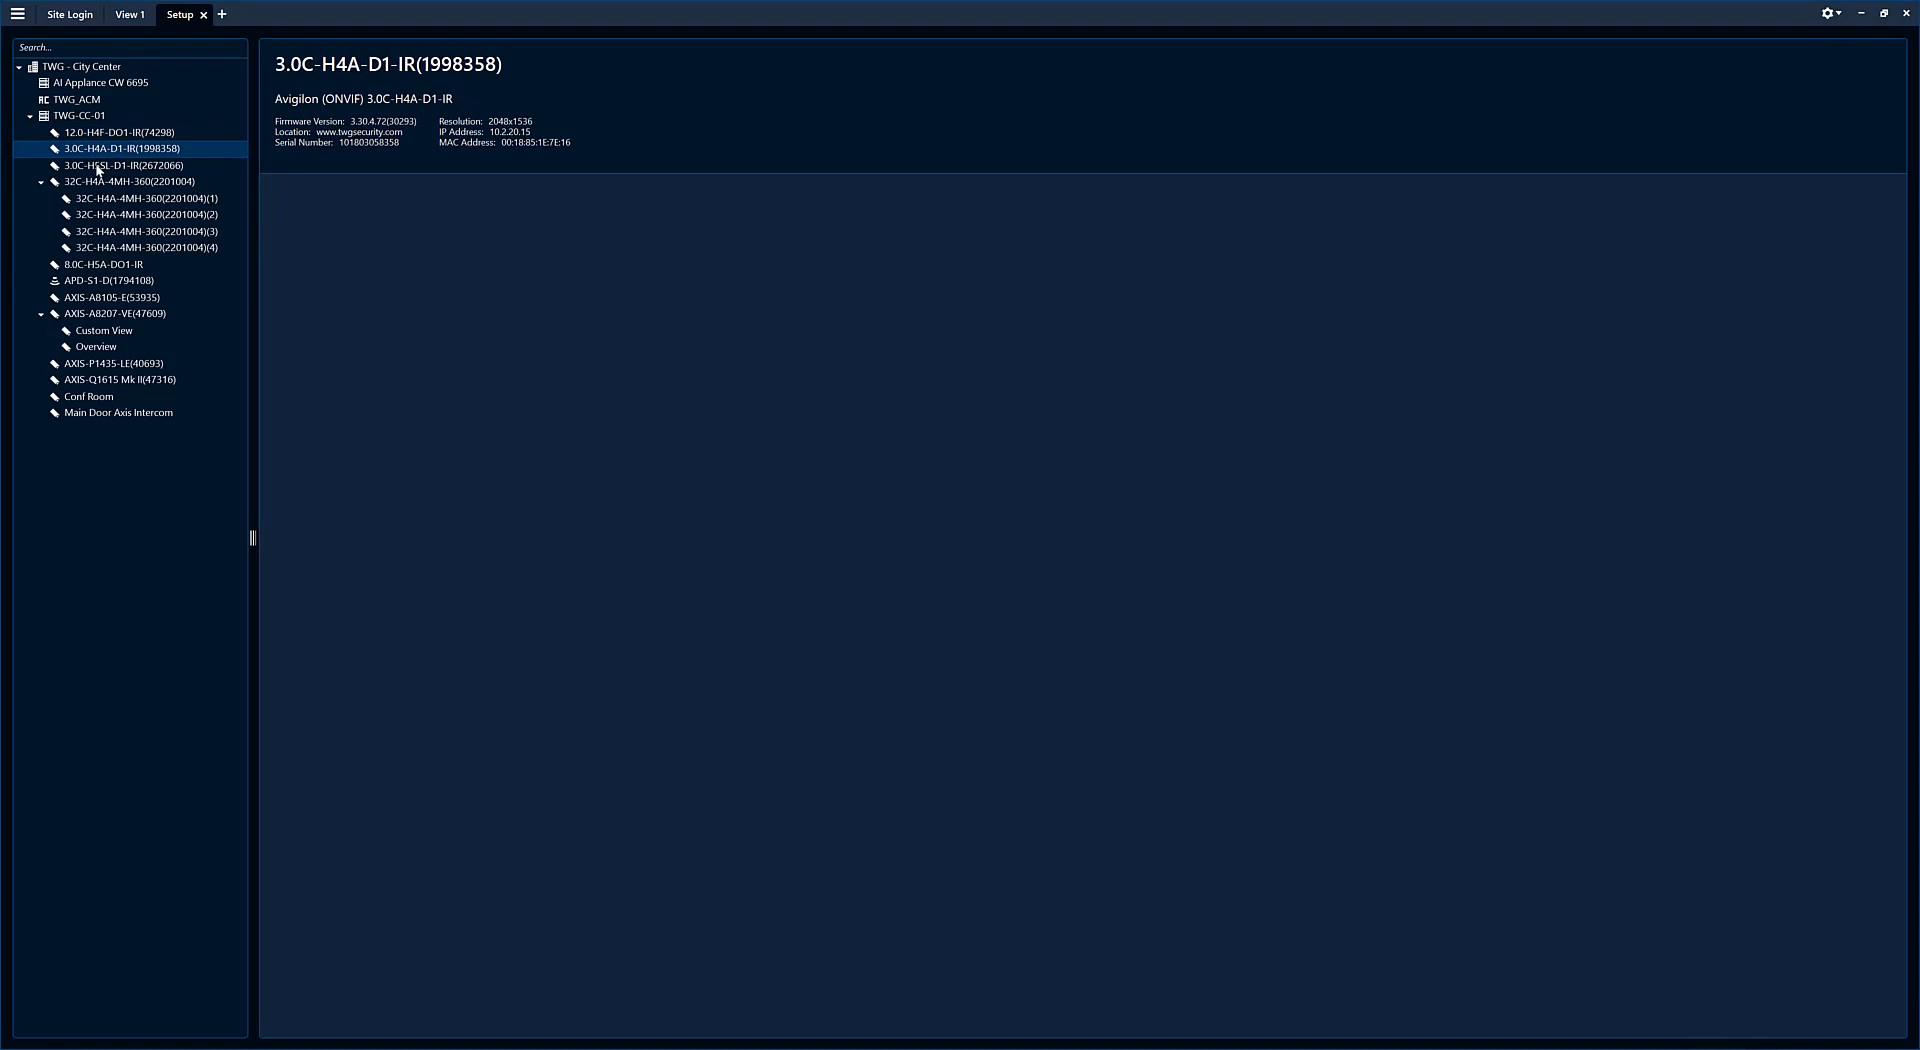 Site Login
View 1
Setup
Search...
TWG - City Center
AI Appliance CW 6695
TWG_ACM
TWG-CC-01
12.0-H4F-DO1-IR(74298)
3.0C-H4A-D1-IR(1998358)
3.0C-H5SL-D1-IR(2672066)
32C-H4A-4MH-360(2201004)
32C-H4A-4MH-360(2201004)(1)
32C-H4A-4MH-360(2201004)(2)
32C-H4A-4MH-360(2201004)(3)
32C-H4A-4MH-360(2201004)(4)
8.0C-H5A-DO1-IR
APD-S1-D(1794108)
AXIS-A8105-E(53935)
AXIS-A8207-VE(47609)
Custom View
Overview
AXIS-P1435-LE(40693)
AXIS-Q1615 Mk II(47316)
Conf Room
Main Door Axis Intercom
3.0C-H4A-D1-IR(1998358)
Avigilon (ONVIF) 3.0C-H4A-D1-IR
Firmware Version: 3.30.4.72(30293) Resolution: 2048x1536
Location: www.twgsecurity.com IP Address: 10.2.20.15
Serial Number: 101803058358 MAC Address: 00:18:85:1E:7E:16